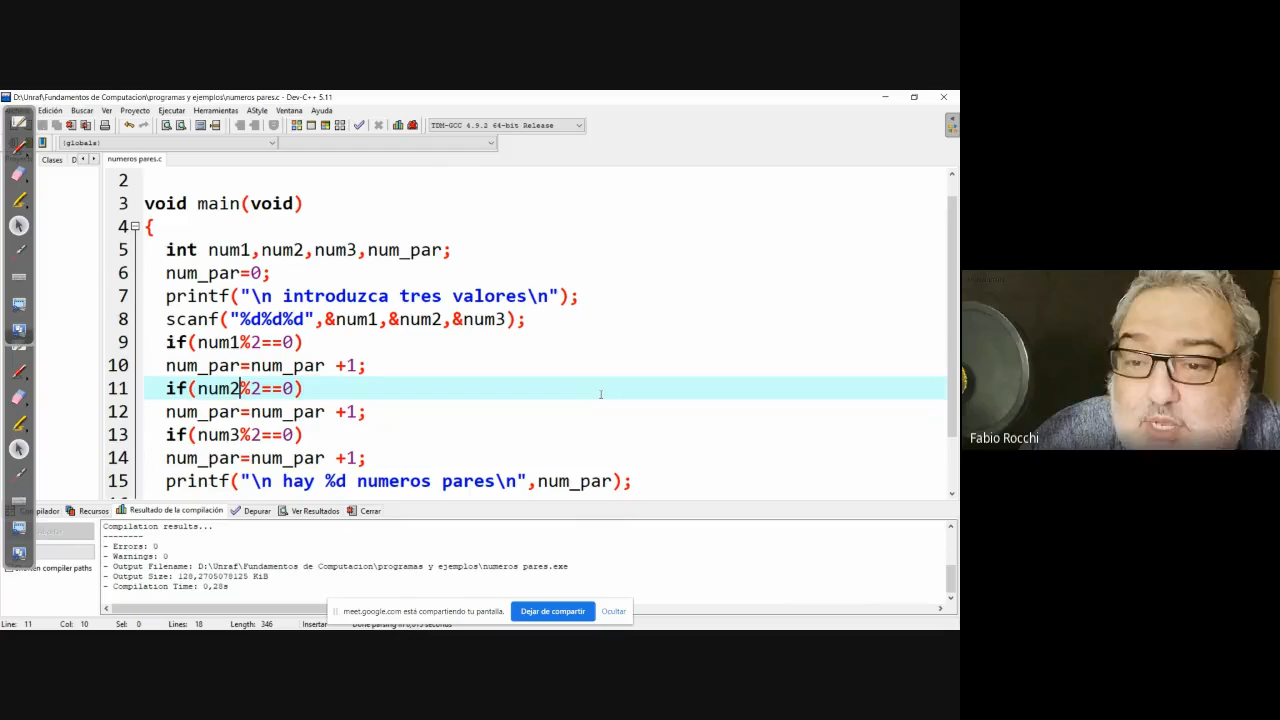 D:\Unraf\Fundamentos de Computacion\programas y ejemplos\numeros pares.c - Dev-C++ 5.11
Edición Buscar Ver Proyecto Ejecutar Herramientas AStyle Ventana Ayuda
TDM-GCC 4.9.2 64-bit Release
(globals)
Clases D
numeros pares.c
2
3 void main(void)
4 {
5 int num1,num2,num3,num_par;
6 num_par=0;
7 printf("\n introduzca tres valores\n");
8 scanf("%d%d%d",&num1,&num2,&num3);
9 if(num1%2==0)
10 num_par=num_par +1;
11 if(num2%2==0)
12 num_par=num_par +1;
13 if(num3%2==0)
14 num_par=num_par +1;
15 printf("\n hay %d numeros pares\n",num_par);
Fabio Rocchi
Recursos Resultado de la compilación Depurar Ver Resultados Cerrar
Compilation results...
--------
- Errors: 0
- Warnings: 0
- Output Filename: D:\Unraf\Fundamentos de Computacion\programas y ejemplos\numeros pares.exe
- Output Size: 128,2705078125 KiB
- Compilation Time: 0,28s
compiler paths
meet.google.com está compartiendo tu pantalla. Dejar de compartir Ocultar
Line: 11 Col: 10 Sel: 0 Lines: 18 Length: 346 Insertar